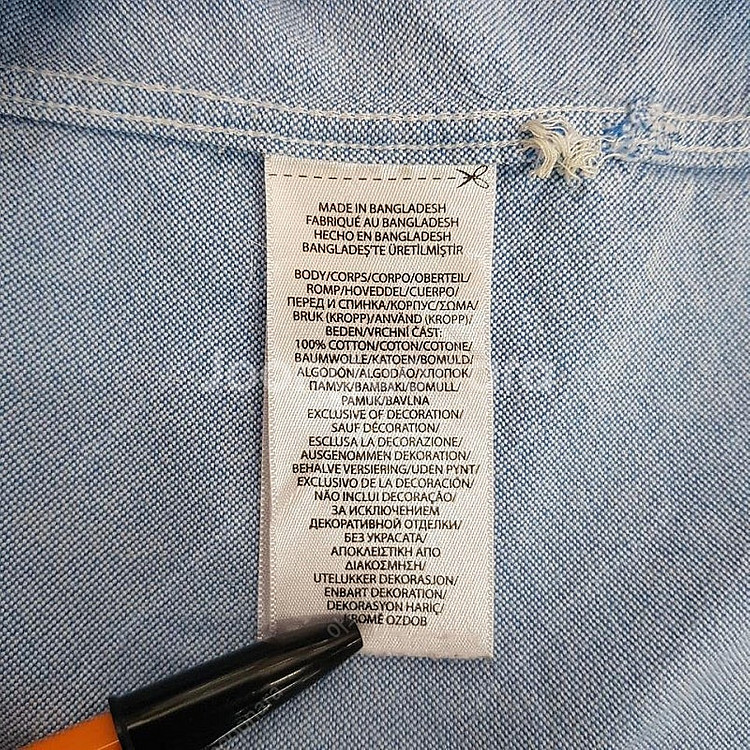 MADE IN BANGLADESH
FABRIQUÉ AU BANGLADESH
HECHO EN BANGLADESH
BANGLADEŞ'TE ÜRETİLMİŞTİR
BODY/CORPS/CORPO/OBERTEIL/
ROMP/HOVEDDEL/CUERPO/
ПЕРЕД И СПИНКА/КОРПУС/ΣΩΜΑ/
BRUK (KROPP)/ANVÄND (KROPP)/
BEDEN/VRCHNÍ ČÁST:
100% COTTON/COTON/COTONE/
BAUMWOLLE/KATOEN/BOMULD/
ALGODÓN/ALGODÃO/ХЛОПОК/
ПАМУК/BAMBAKI/BOMULL/
PAMUK/BAVLNA
EXCLUSIVE OF DECORATION/
SAUF DÉCORATION/
ESCLUSA LA DECORAZIONE/
AUSGENOMMEN DEKORATION/
BEHALVE VERSIERING/UDEN PYNT/
EXCLUSIVO DE LA DECORACIÓN/
NÃO INCLUI DECORAÇÃO/
ЗА ИСКЛЮЧЕНИЕМ
ДЕКОРАТИВНОЙ ОТДЕЛКИ/
БЕЗ УКРАСАТА/
ΑΠΟΚΛΕΙΣΤΙΚΗ ΑΠΟ
ΔΙΑΚΟΣΜΗΣΗ/
UTELUKKER DEKORASJON/
ENBART DEKORATION/
DEKORASYON HARİÇ/
OZDOB